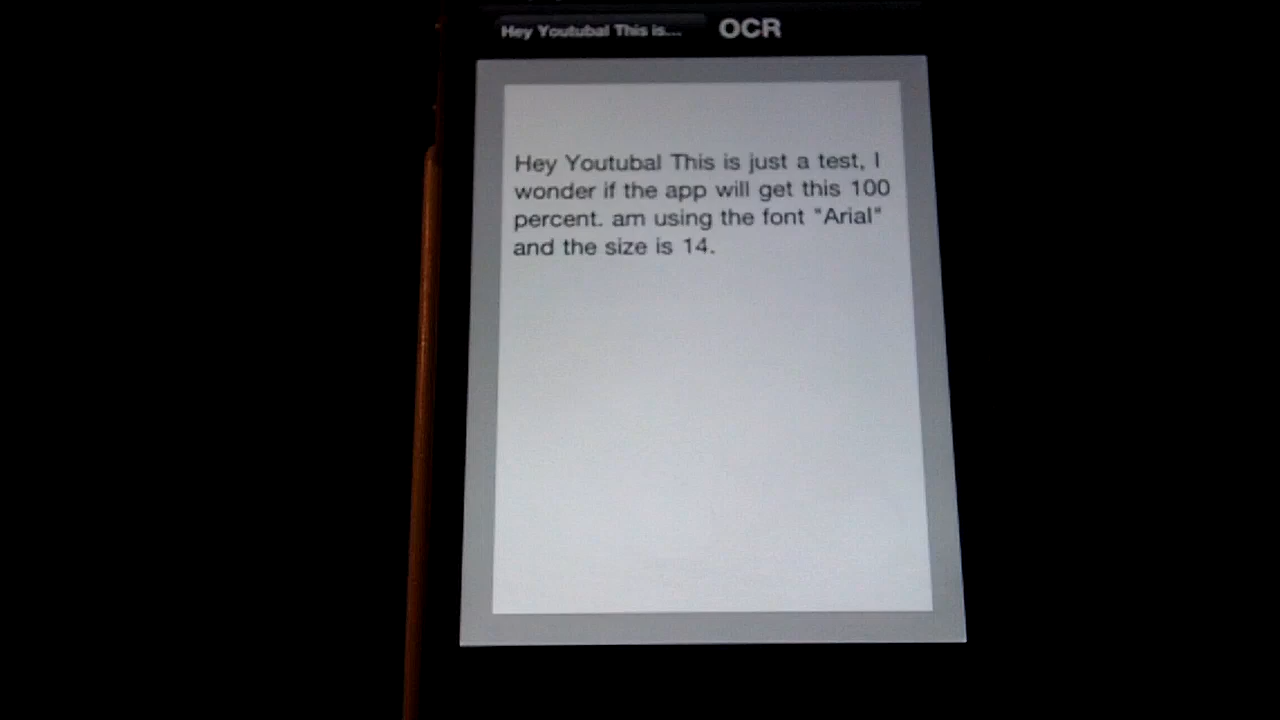 Hey Youtubal This is... OCR
Hey Youtubal This is just a test, I
wonder if the app will get this 100
percent. am using the font "Arial"
and the size is 14.